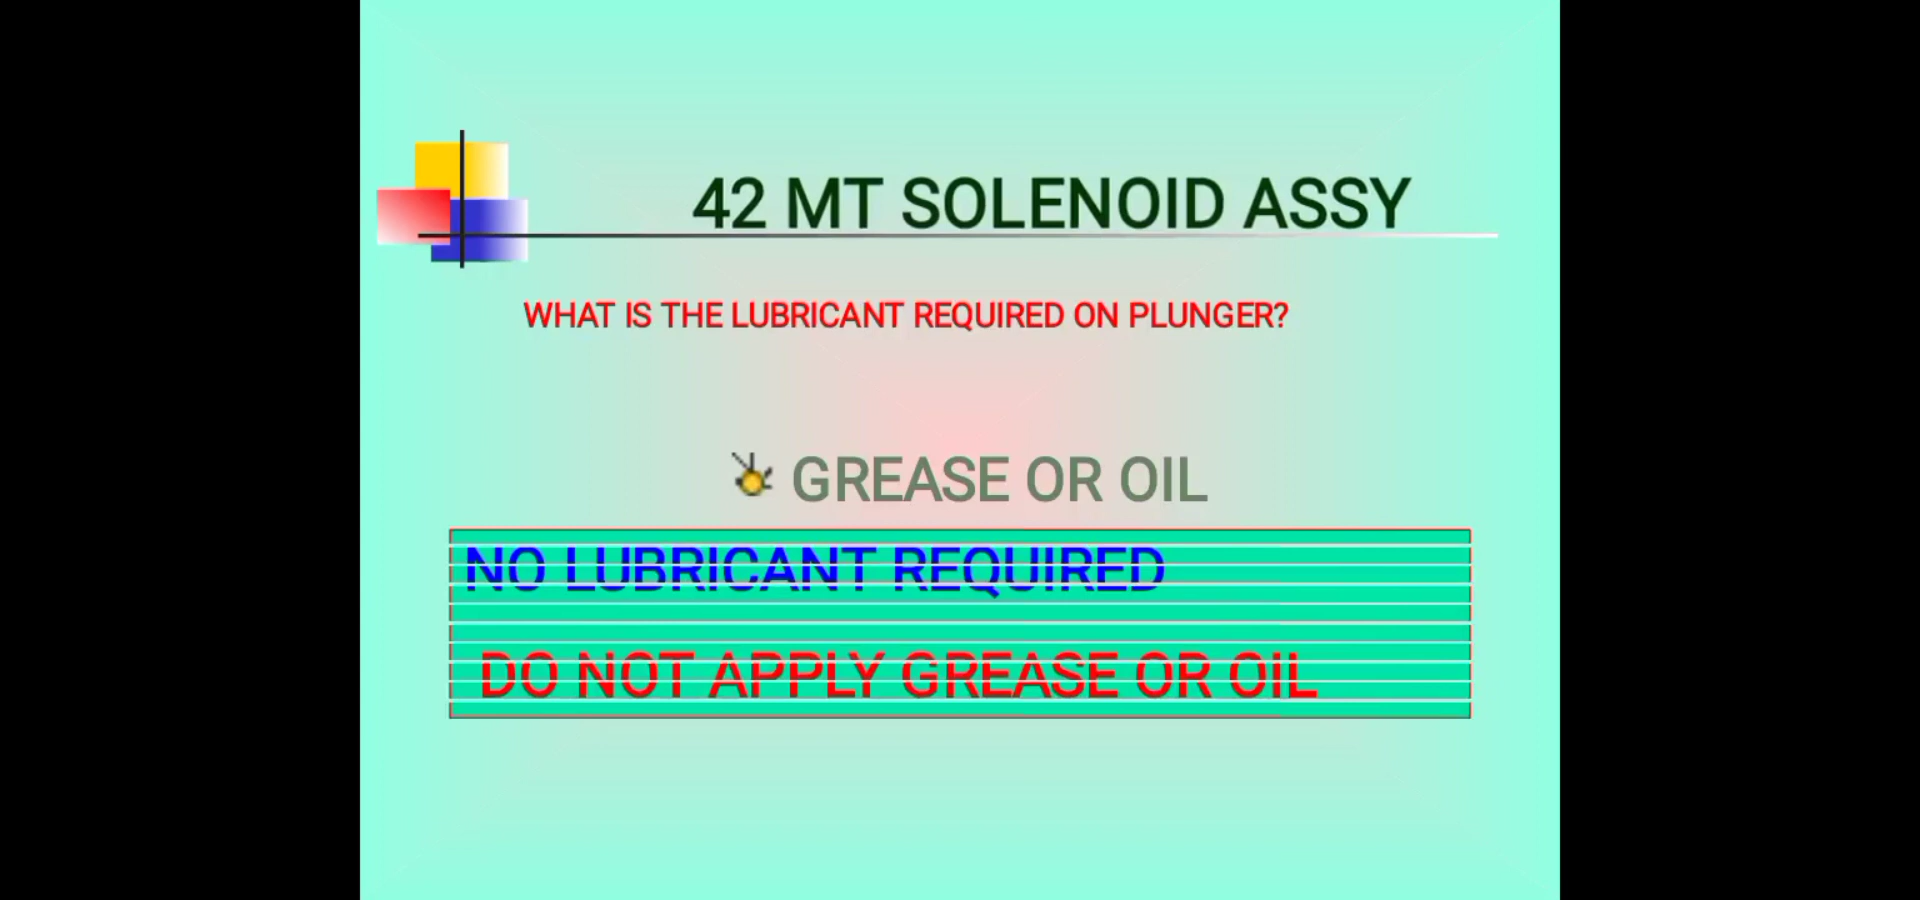 42 MT SOLENOID ASSY
WHAT IS THE LUBRICANT REQUIRED ON PLUNGER?
GREASE OR OIL
NO LUBRICANT REQUIRED
DO NOT APPLY GREASE OR OIL